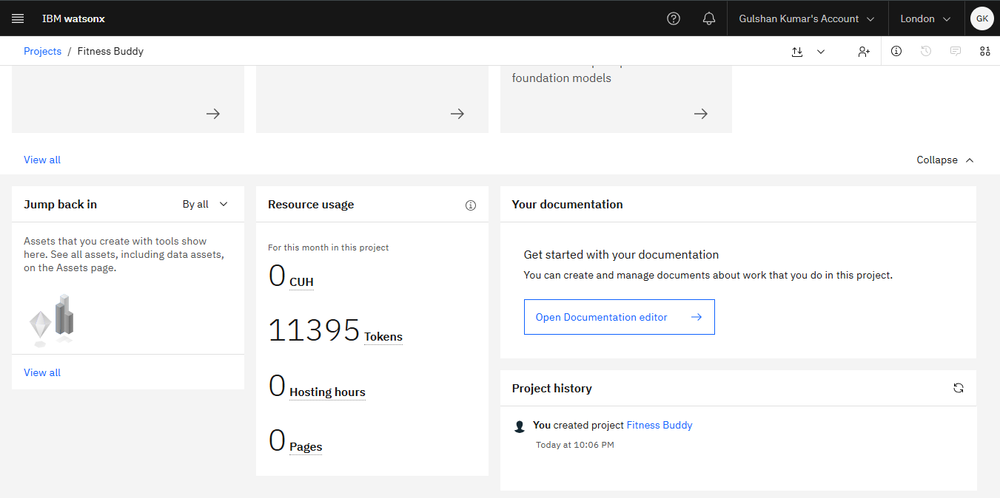 IBM watsonx
Gulshan Kumar's Account
London
GK
Projects / Fitness Buddy
foundation models
View all
Collapse
Jump back in
By all
Assets that you create with tools show
here. See all assets, including data assets,
on the Assets page.
View all
Resource usage
For this month in this project
0 CUH
11395 Tokens
0 Hosting hours
0 Pages
Your documentation
Get started with your documentation
You can create and manage documents about work that you do in this project.
Open Documentation editor
Project history
You created project Fitness Buddy
Today at 10:06 PM